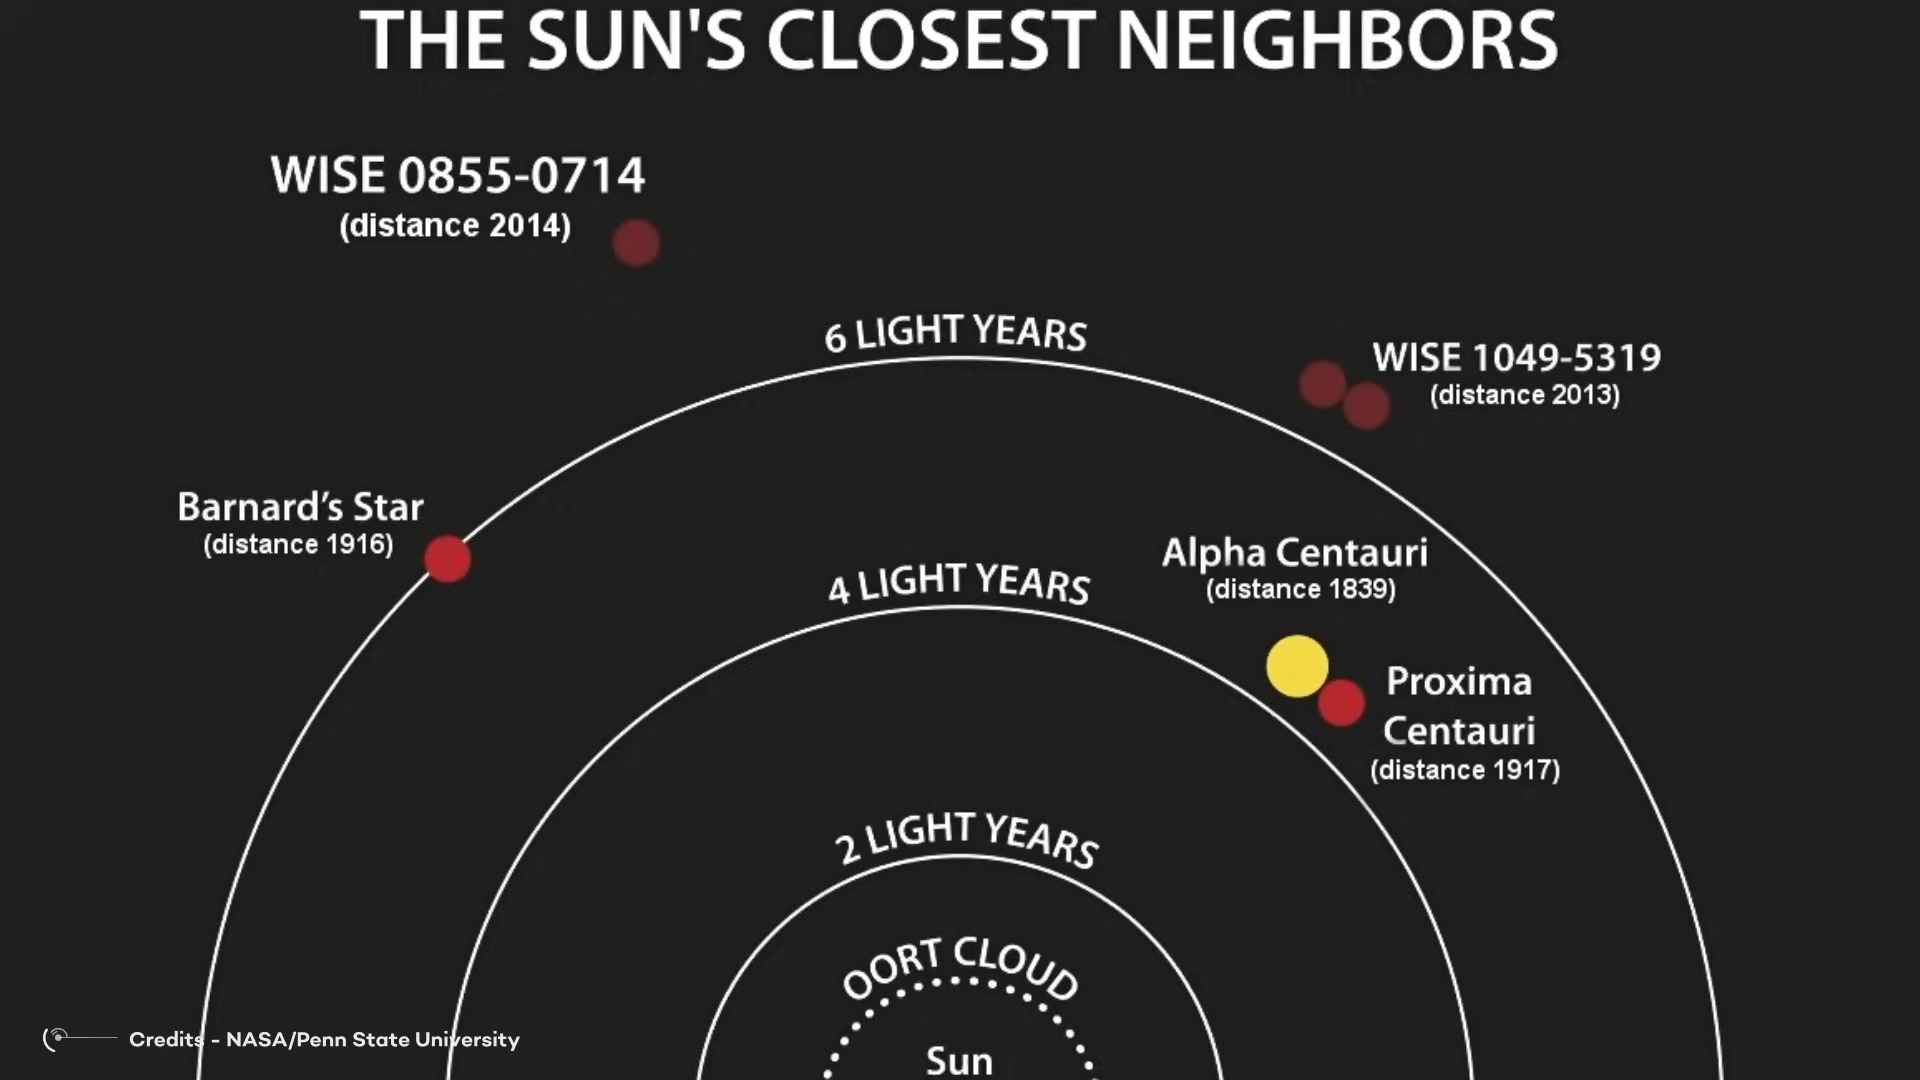 THE SUN'S CLOSEST NEIGHBORS
WISE 0855-0714
(distance 2014)
6 LIGHT YEARS
WISE 1049-5319
(distance 2013)
Barnard’s Star
(distance 1916)
Alpha Centauri
(distance 1839)
4 LIGHT YEARS
Proxima
Centauri
(distance 1917)
2 LIGHT YEARS
OORT CLOUD
Sun
Credits - NASA/Penn State University